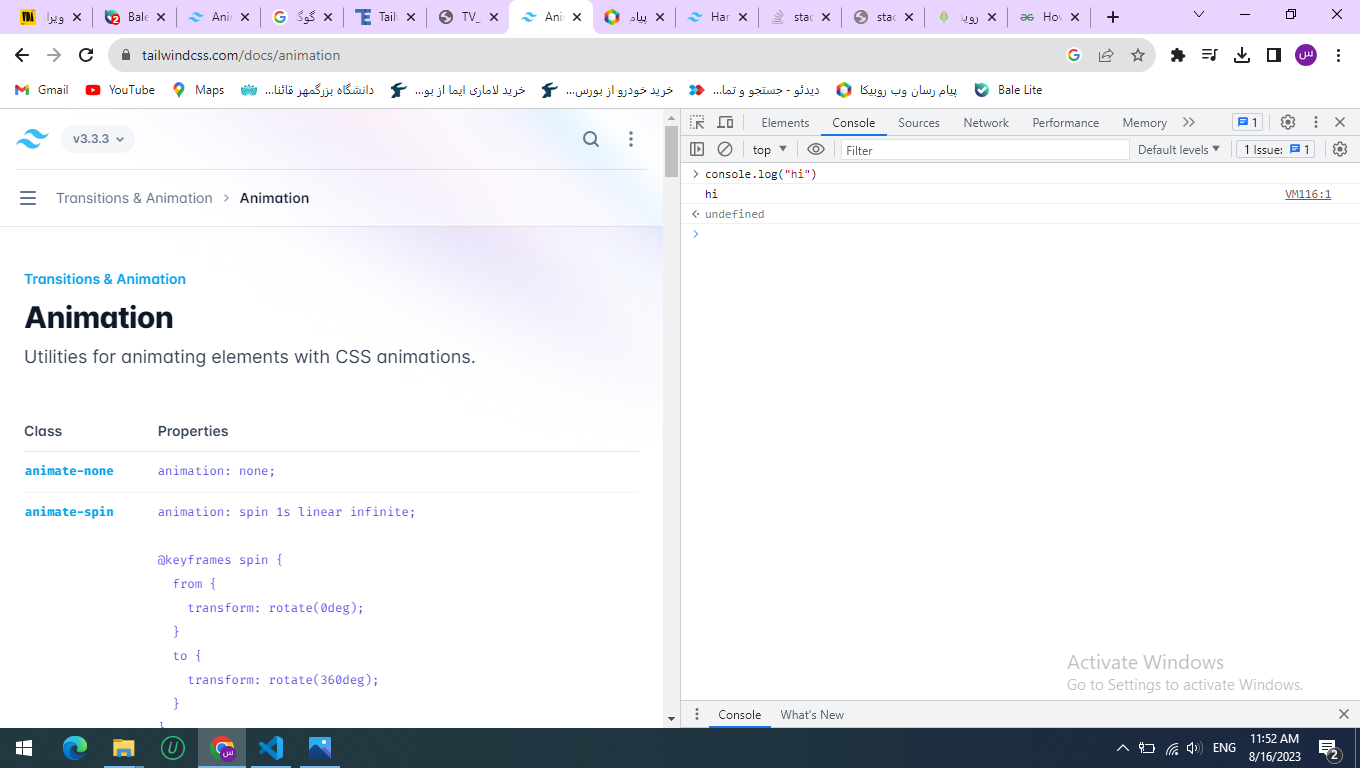 ویرا
Bale
Ani
گوگ
Tail
TV_
Ani
پیام
Har
stac
stac
روید
Hov
tailwindcss.com/docs/animation
س
Gmail
YouTube
Maps
دانشگاه بزرگمهر قائنا...
خرید لاماری ایما از بو...
خرید خودرو از بورس...
دیدئو - جستجو و تما...
پیام رسان وب روبیکا
Bale Lite
v3.3.3
Transitions & Animation > Animation
Transitions & Animation
Animation
Utilities for animating elements with CSS animations.
Class Properties
animate-none animation: none;
animate-spin animation: spin 1s linear infinite;
@keyframes spin {
from {
transform: rotate(0deg);
}
to {
transform: rotate(360deg);
}
}
Elements Console Sources Network Performance Memory 1
top Filter Default levels 1 Issue: 1
console.log("hi")
hi VM116:1
undefined
Activate Windows
Go to Settings to activate Windows.
Console What's New
ENG 11:52 AM
8/16/2023 2